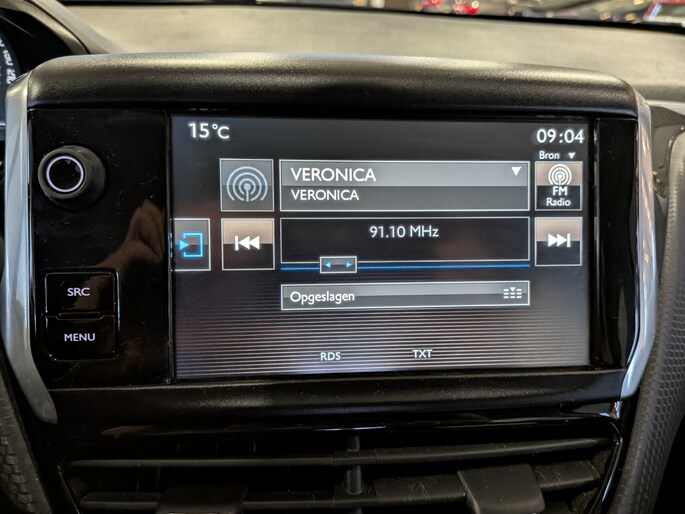 15°C
09:04
Bron
VERONICA
VERONICA
FM
Radio
91.10 MHz
SRC
Opgeslagen
MENU
RDS
TXT